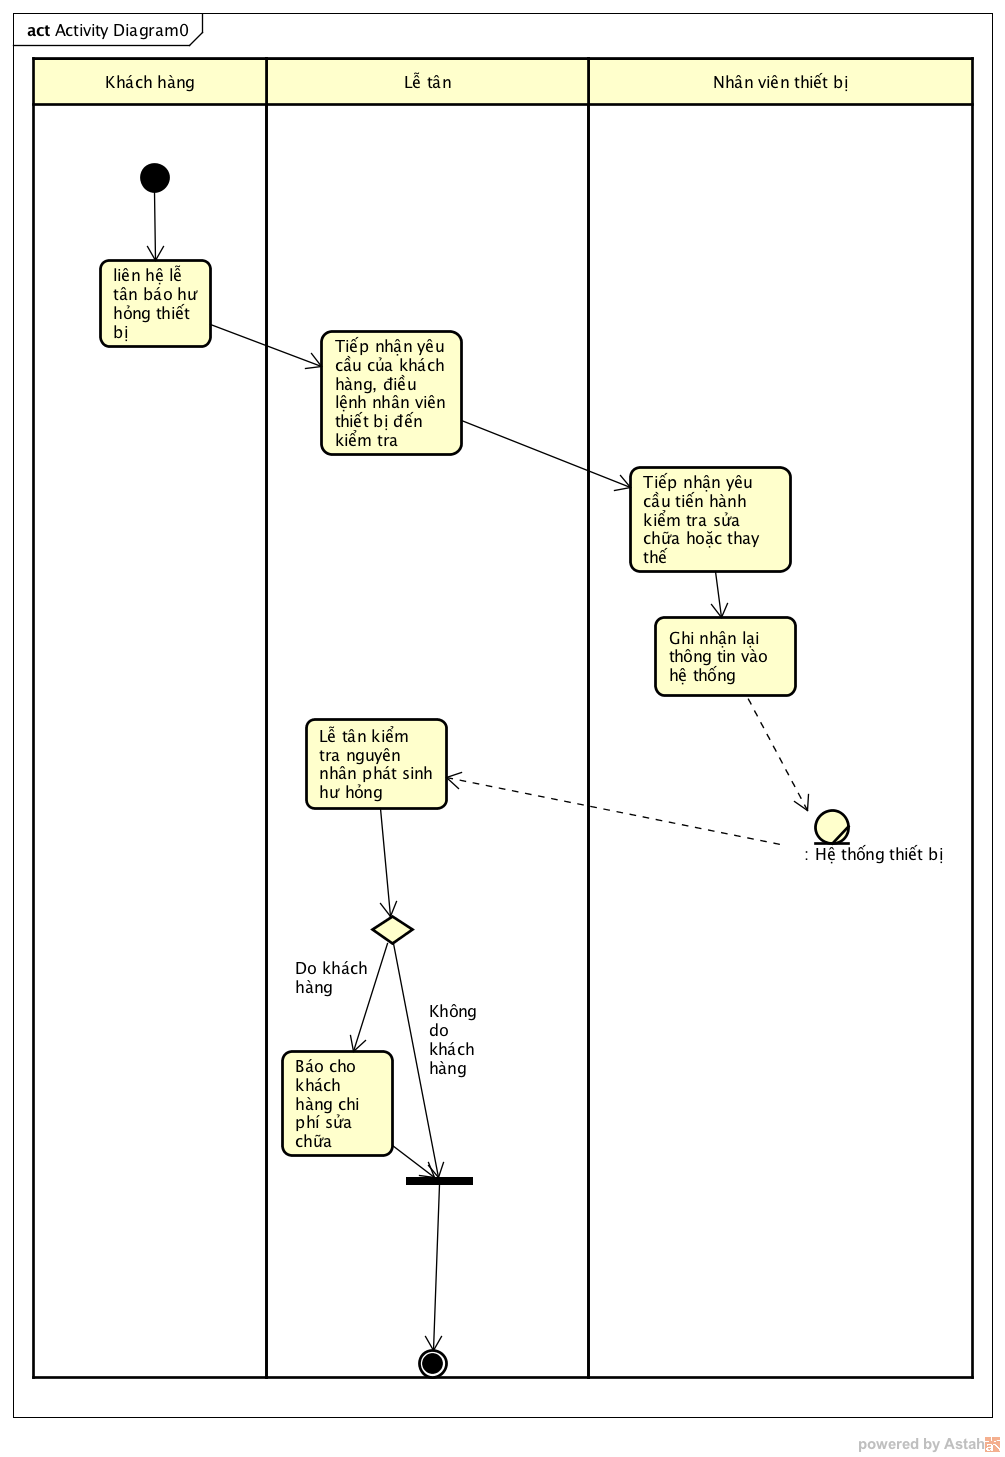 act Activity Diagram0
Khách hàng
Lễ tân
Nhân viên thiết bị
liên hệ lễ
tân báo hư
hỏng thiết
bị
Tiếp nhận yêu
cầu của khách
hàng, điều
lệnh nhân viên
thiết bị đến
kiểm tra
Tiếp nhận yêu
cầu tiến hành
kiểm tra sửa
chữa hoặc thay
thế
Ghi nhận lại
thông tin vào
hệ thống
Lễ tân kiểm
tra nguyên
nhân phát sinh
hư hỏng
: Hệ thống thiết bị
Do khách
hàng
Không
do
khách
hàng
Báo cho
khách
hàng chi
phí sửa
chữa
powered by Astah